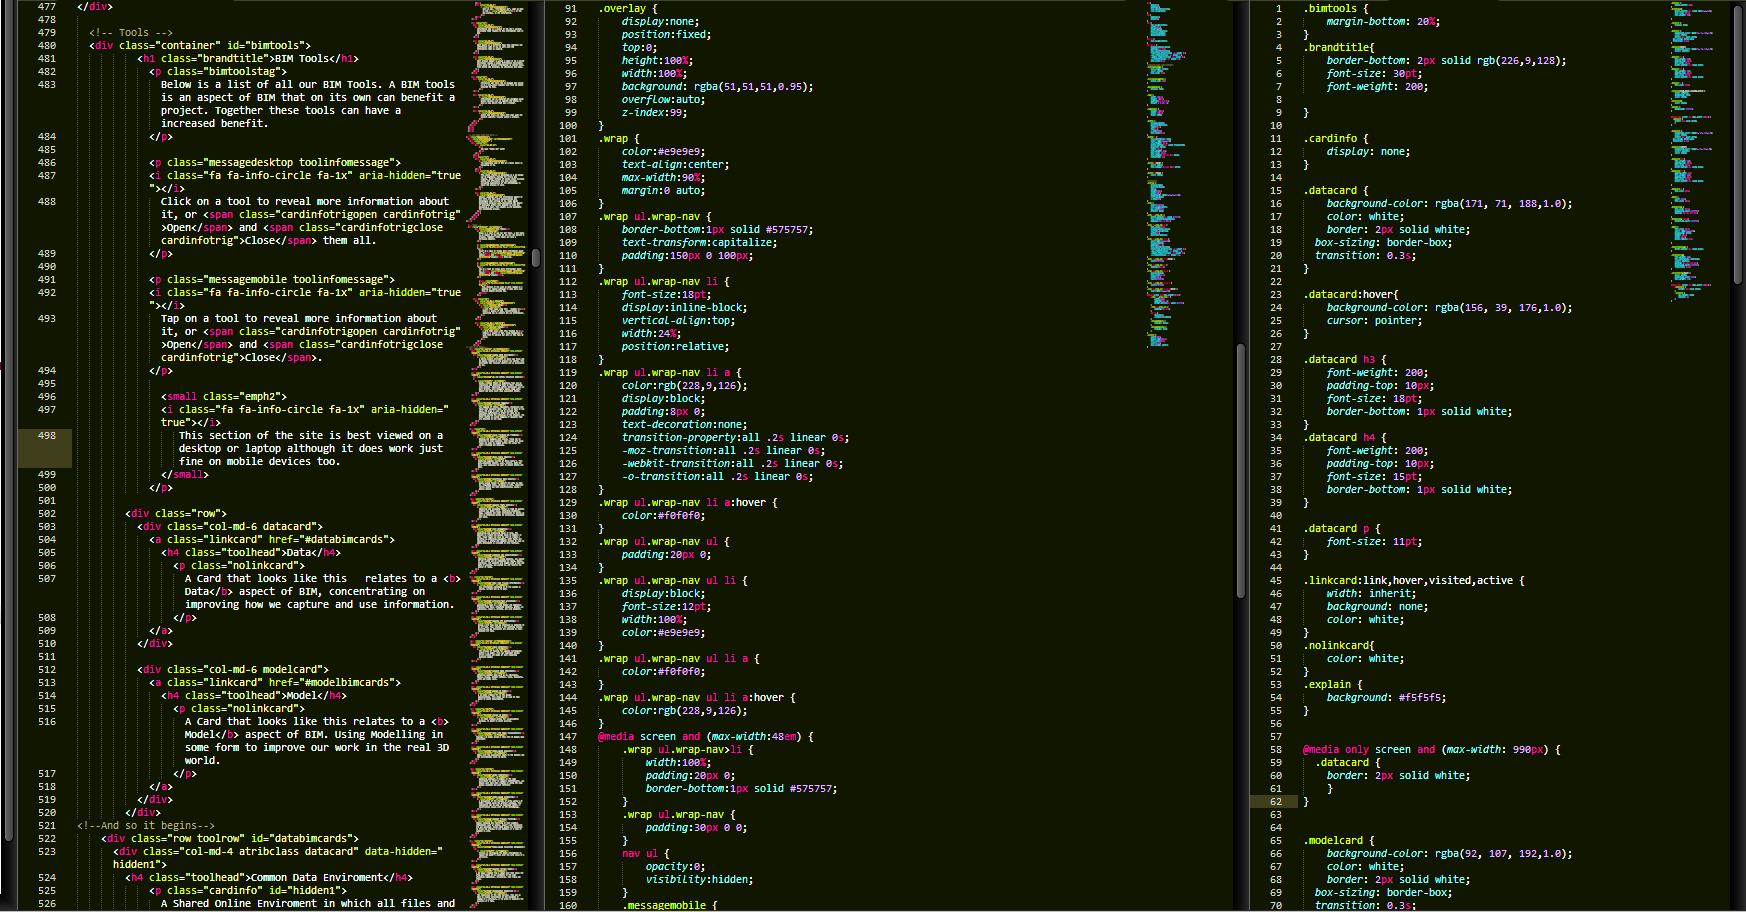 477 </div>
478
479 <!-- Tools -->
480 <div class="container" id="bimtools">
481 <h1 class="brandtitle">BIM Tools</h1>
482 <p class="bimtoolstag">
483 Below is a list of all our BIM Tools. A BIM tools
is an aspect of BIM that on its own can benefit a
project. Together these tools can have a
increased benefit.
484 </p>
485
486 <p class="messagedesktop toolinfomessage">
487 <i class="fa fa-info-circle fa-1x" aria-hidden="true
"></i>
488 Click on a tool to reveal more information about
it, or <span class="cardinfotrigopen cardinfotrig"
>Open</span> and <span class="cardinfotrigclose
cardinfotrig">Close</span> them all.
489 </p>
490
491 <p class="messagemobile toolinfomessage">
492 <i class="fa fa-info-circle fa-1x" aria-hidden="true
"></i>
493 Tap on a tool to reveal more information about
it, or <span class="cardinfotrigopen cardinfotrig"
>Open</span> and <span class="cardinfotrigclose
cardinfotrig">Close</span>.
494 </p>
495
496 <small class="emph2">
497 <i class="fa fa-info-circle fa-1x" aria-hidden="
true"></i>
498 This section of the site is best viewed on a
desktop or laptop although it does work just
fine on mobile devices too.
499 </small>
500 </p>
501
502 <div class="row">
503 <div class="col-md-6 datacard">
504 <a class="linkcard" href="#databimcards">
505 <h4 class="toolhead">Data</h4>
506 <p class="nolinkcard">
507 A Card that looks like this relates to a <b>
Data</b> aspect of BIM, concentrating on
improving how we capture and use information.
508 </p>
509 </a>
510 </div>
511
512 <div class="col-md-6 modelcard">
513 <a class="linkcard" href="#modelbimcards">
514 <h4 class="toolhead">Model</h4>
515 <p class="nolinkcard">
516 A Card that looks like this relates to a <b>
Model</b> aspect of BIM. Using Modelling in
some form to improve our work in the real 3D
world.
517 </p>
518 </a>
519 </div>
520 </div>
521 <!--And so it begins-->
522 <div class="row toolrow" id="databimcards">
523 <div class="col-md-4 atribclass datacard" data-hidden="
hidden1">
524 <h4 class="toolhead">Common Data Enviroment</h4>
525 <p class="cardinfo" id="hidden1">
526 A Shared Online Enviroment in which all files and
91 .overlay {
92 display:none;
93 position:fixed;
94 top:0;
95 height:100%;
96 width:100%;
97 background: rgba(51,51,51,0.95);
98 overflow:auto;
99 z-index:99;
100 }
101 .wrap {
102 color:#e9e9e9;
103 text-align:center;
104 max-width:90%;
105 margin:0 auto;
106 }
107 .wrap ul.wrap-nav {
108 border-bottom:1px solid #575757;
109 text-transform:capitalize;
110 padding:150px 0 100px;
111 }
112 .wrap ul.wrap-nav li {
113 font-size:18pt;
114 display:inline-block;
115 vertical-align:top;
116 width:24%;
117 position:relative;
118 }
119 .wrap ul.wrap-nav li a {
120 color:rgb(228,9,126);
121 display:block;
122 padding:8px 0;
123 text-decoration:none;
124 transition-property:all .2s linear 0s;
125 -moz-transition:all .2s linear 0s;
126 -webkit-transition:all .2s linear 0s;
127 -o-transition:all .2s linear 0s;
128 }
129 .wrap ul.wrap-nav li a:hover {
130 color:#f0f0f0;
131 }
132 .wrap ul.wrap-nav ul {
133 padding:20px 0;
134 }
135 .wrap ul.wrap-nav ul li {
136 display:block;
137 font-size:12pt;
138 width:100%;
139 color:#e9e9e9;
140 }
141 .wrap ul.wrap-nav ul li a {
142 color:#f0f0f0;
143 }
144 .wrap ul.wrap-nav ul li a:hover {
145 color:rgb(228,9,126);
146 }
147 @media screen and (max-width:48em) {
148 .wrap ul.wrap-nav>li {
149 width:100%;
150 padding:20px 0;
151 border-bottom:1px solid #575757;
152 }
153 .wrap ul.wrap-nav {
154 padding:30px 0 0;
155 }
156 nav ul {
157 opacity:0;
158 visibility:hidden;
159 }
160 .messagemobile {
1 .bimtools {
2 margin-bottom: 20%;
3 }
4 .brandtitle{
5 border-bottom: 2px solid rgb(226,9,128);
6 font-size: 30pt;
7 font-weight: 200;
8
9 }
10
11 .cardinfo {
12 display: none;
13 }
14
15 .datacard {
16 background-color: rgba(171, 71, 188,1.0);
17 color: white;
18 border: 2px solid white;
19 box-sizing: border-box;
20 transition: 0.3s;
21 }
22
23 .datacard:hover{
24 background-color: rgba(156, 39, 176,1.0);
25 cursor: pointer;
26 }
27
28 .datacard h3 {
29 font-weight: 200;
30 padding-top: 10px;
31 font-size: 18pt;
32 border-bottom: 1px solid white;
33 }
34 .datacard h4 {
35 font-weight: 200;
36 padding-top: 10px;
37 font-size: 15pt;
38 border-bottom: 1px solid white;
39 }
40
41 .datacard p {
42 font-size: 11pt;
43 }
44
45 .linkcard:link,hover,visited,active {
46 width: inherit;
47 background: none;
48 color: white;
49 }
50 .nolinkcard{
51 color: white;
52 }
53 .explain {
54 background: #f5f5f5;
55 }
56
57
58 @media only screen and (max-width: 990px) {
59 .datacard {
60 border: 2px solid white;
61 }
62 }
63
64
65 .modelcard {
66 background-color: rgba(92, 107, 192,1.0);
67 color: white;
68 border: 2px solid white;
69 box-sizing: border-box;
70 transition: 0.3s;